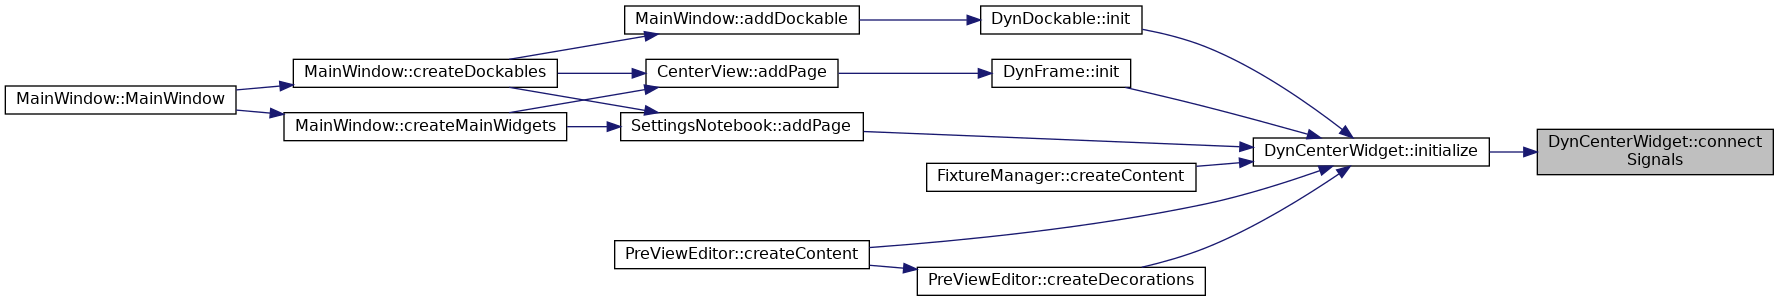 MainWindow::addDockable
DynDockable::init
MainWindow::createDockables
CenterView::addPage
DynFrame::init
MainWindow::MainWindow
MainWindow::createMainWidgets
SettingsNotebook::addPage
DynCenterWidget::initialize
DynCenterWidget::connect
Signals
FixtureManager::createContent
PreViewEditor::createContent
PreViewEditor::createDecorations